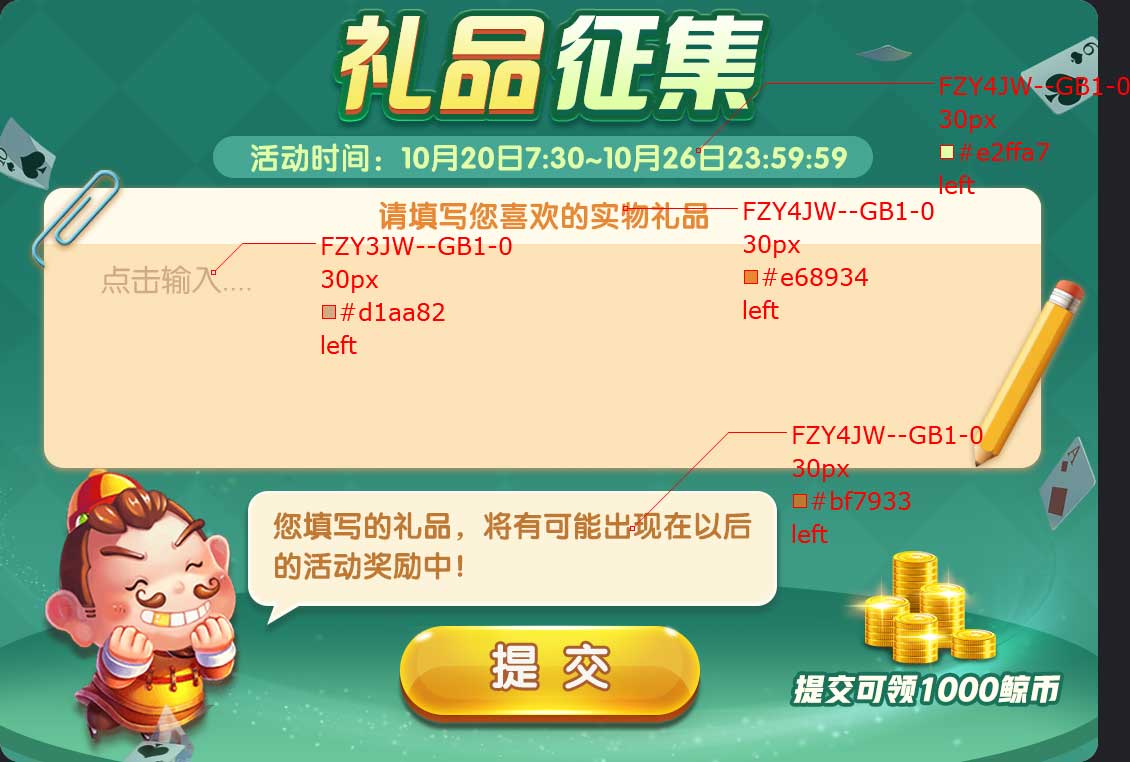 礼品征集
FZY4JW--GB1-0
30px
#e2ffa7
left
活动时间：10月20日7:30~10月26日23:59:59
请填写您喜欢的实物礼品
FZY4JW--GB1-0
30px
#e68934
left
点击输入....
FZY3JW--GB1-0
30px
#d1aa82
left
FZY4JW--GB1-0
30px
#bf7933
left
您填写的礼品，将有可能出现在以后
的活动奖励中！
提交
提交可领1000鲸币
A
6